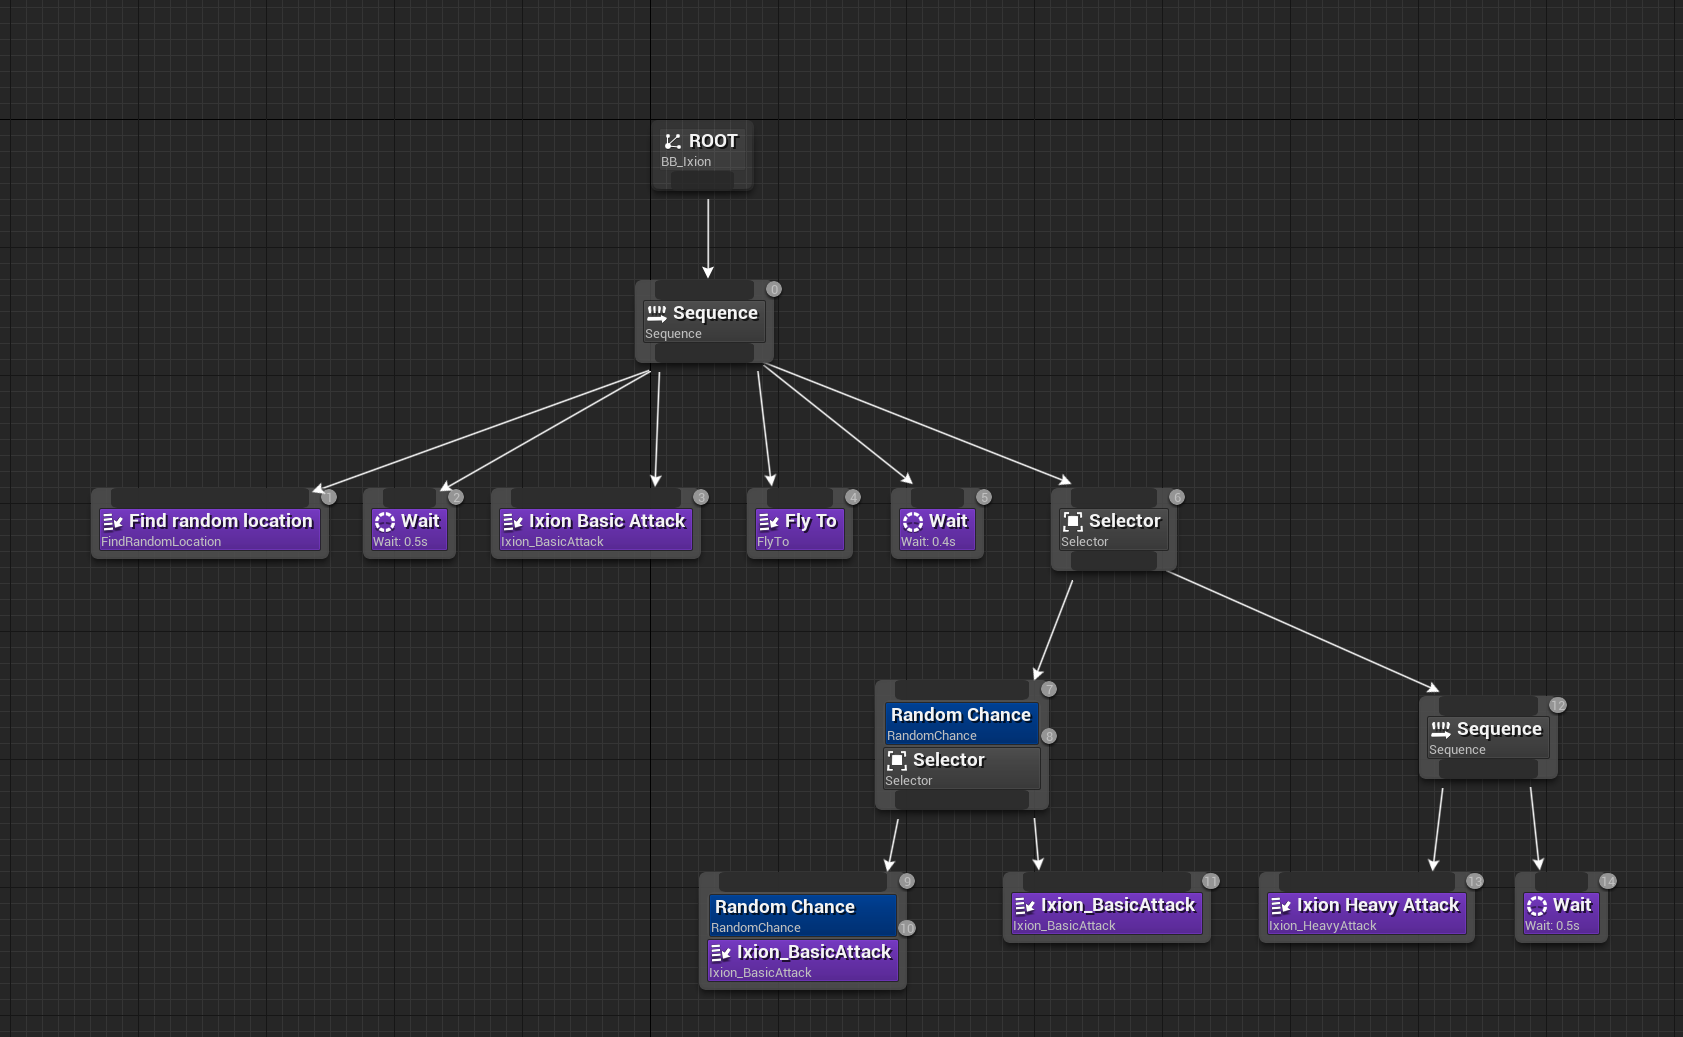 ROOT
BB_Ixion
0
Sequence
Sequence
1
Find random location
FindRandomLocation
2
Wait
Wait: 0.5s
3
Ixion Basic Attack
Ixion_BasicAttack
4
Fly To
FlyTo
5
Wait
Wait: 0.4s
6
Selector
Selector
7
Random Chance
RandomChance
8
Selector
Selector
12
Sequence
Sequence
9
Random Chance
RandomChance
10
Ixion_BasicAttack
Ixion_BasicAttack
11
Ixion_BasicAttack
Ixion_BasicAttack
13
Ixion Heavy Attack
Ixion_HeavyAttack
14
Wait
Wait: 0.5s